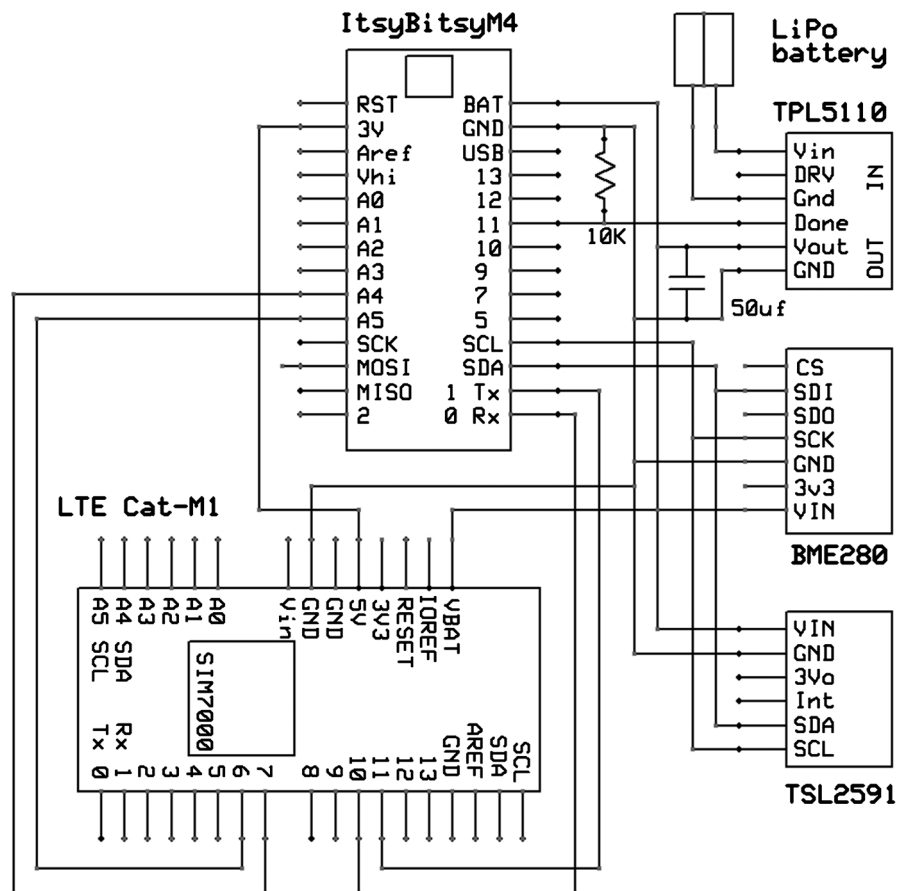 ItsyBitsyM4
RST
3V
Aref
Vhi
A0
A1
A2
A3
A4
A5
SCK
MOSI
MISO
2
BAT
GND
USB
13
12
11
10
9
7
5
SCL
SDA
1 Tx
0 Rx
10K
50uf
LiPo
battery
TPL5110
Vin
DRV
Gnd
Done
Vout
GND
IN
OUT
CS
SDI
SDO
SCK
GND
3v3
VIN
BME280
VIN
GND
3Vo
Int
SDA
SCL
TSL2591
LTE Cat-M1
A5 SCL
A4 SDA
A3
A2
A1
A0
Vin
GND
GND
5V
3V3
RESET
IOREF
VBAT
SIM7000
Tx 0
Rx 1
2
3
4
5
6
7
8
9
10
11
12
13
GND
AREF
SDA
SCL